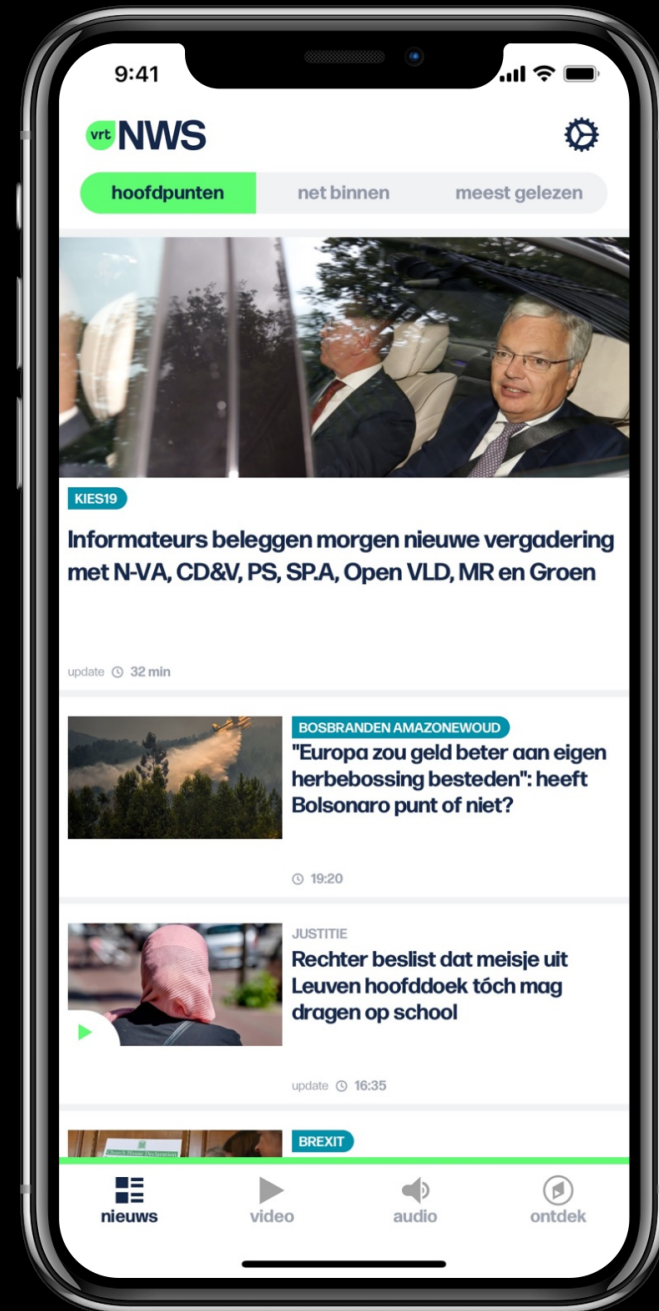 9:41
vrt NWS
hoofdpunten net binnen meest gelezen
KIES19
Informateurs beleggen morgen nieuwe vergadering
met N-VA, CD&V, PS, SP.A, Open VLD, MR en Groen
update 32 min
BOSBRANDEN AMAZONEWOUD
"Europa zou geld beter aan eigen
herbebossing besteden": heeft
Bolsonaro punt of niet?
19:20
JUSTITIE
Rechter beslist dat meisje uit
Leuven hoofddoek tóch mag
dragen op school
update 16:35
Church House Declaration
BREXIT
nieuws video audio ontdek